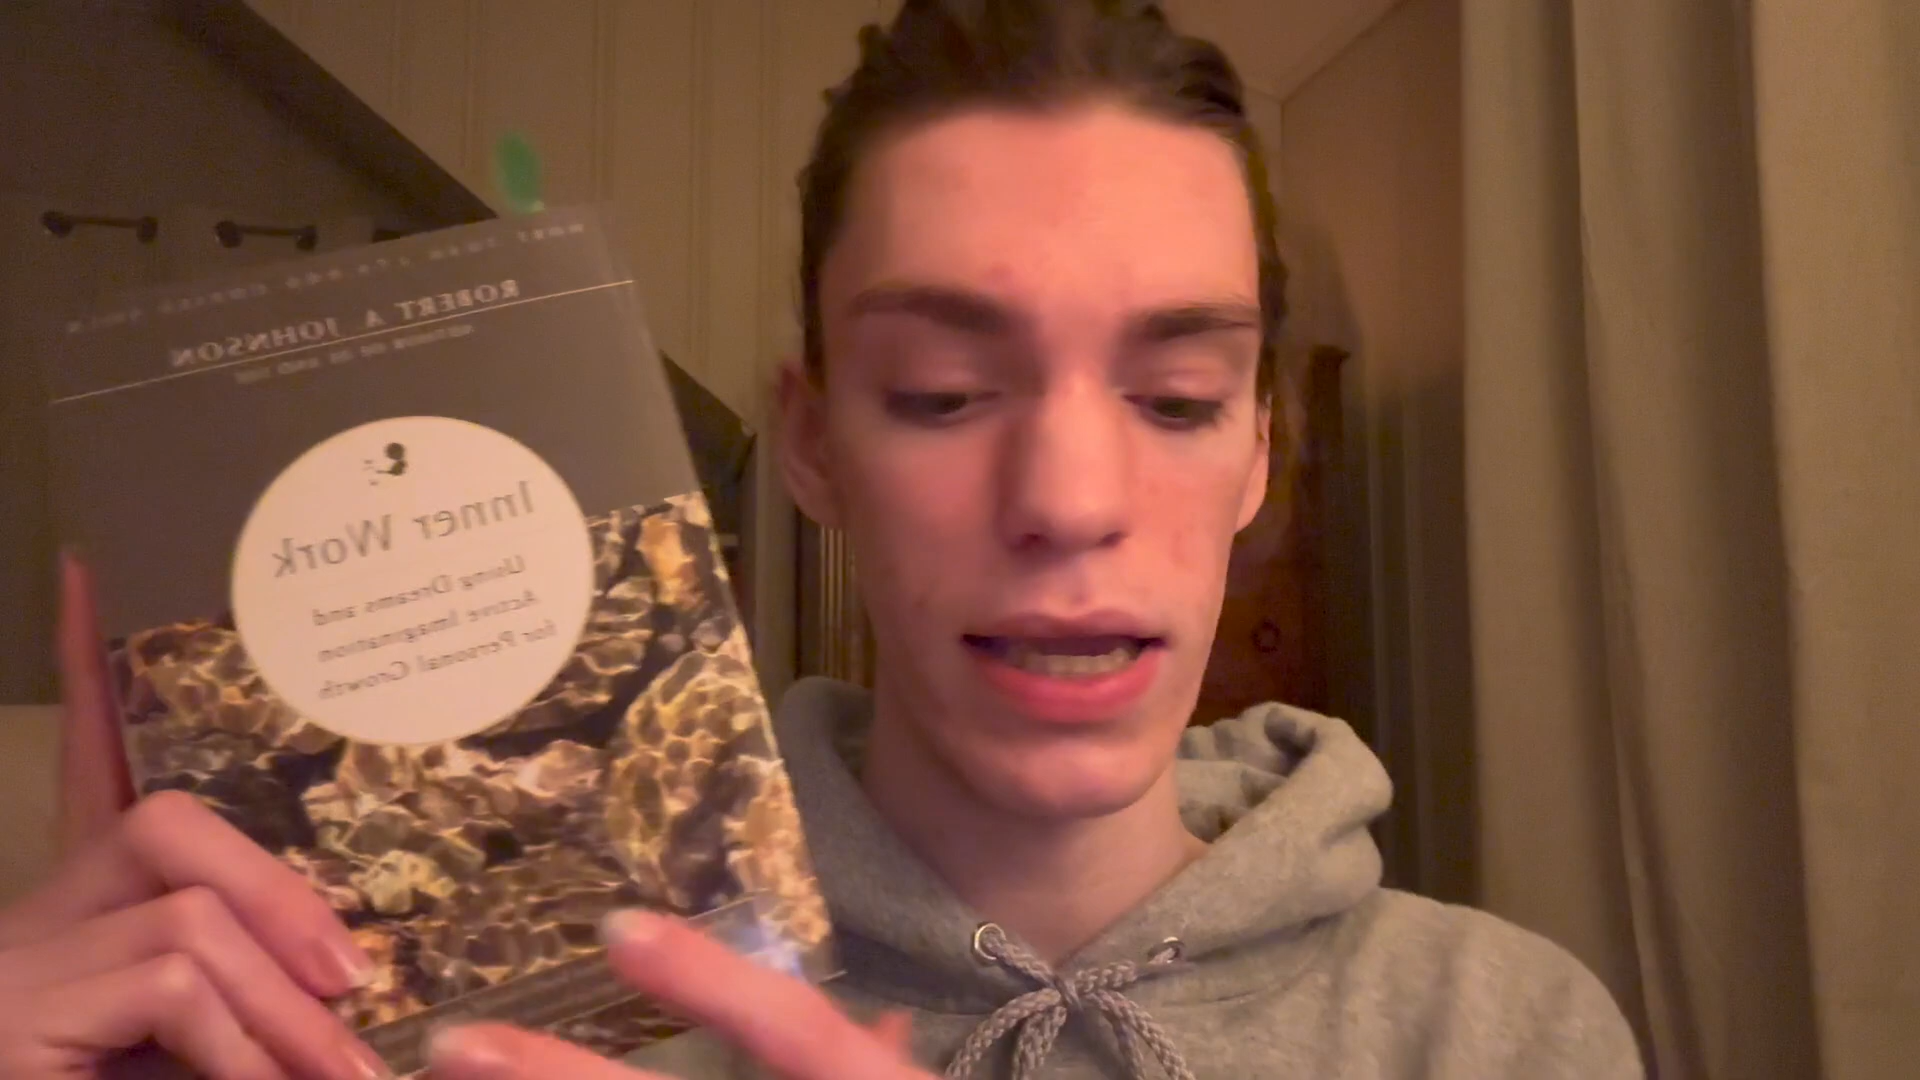 ROBERT A. JOHNSON
Inner Work
Using Dreams and
Active Imagination
for Personal Growth